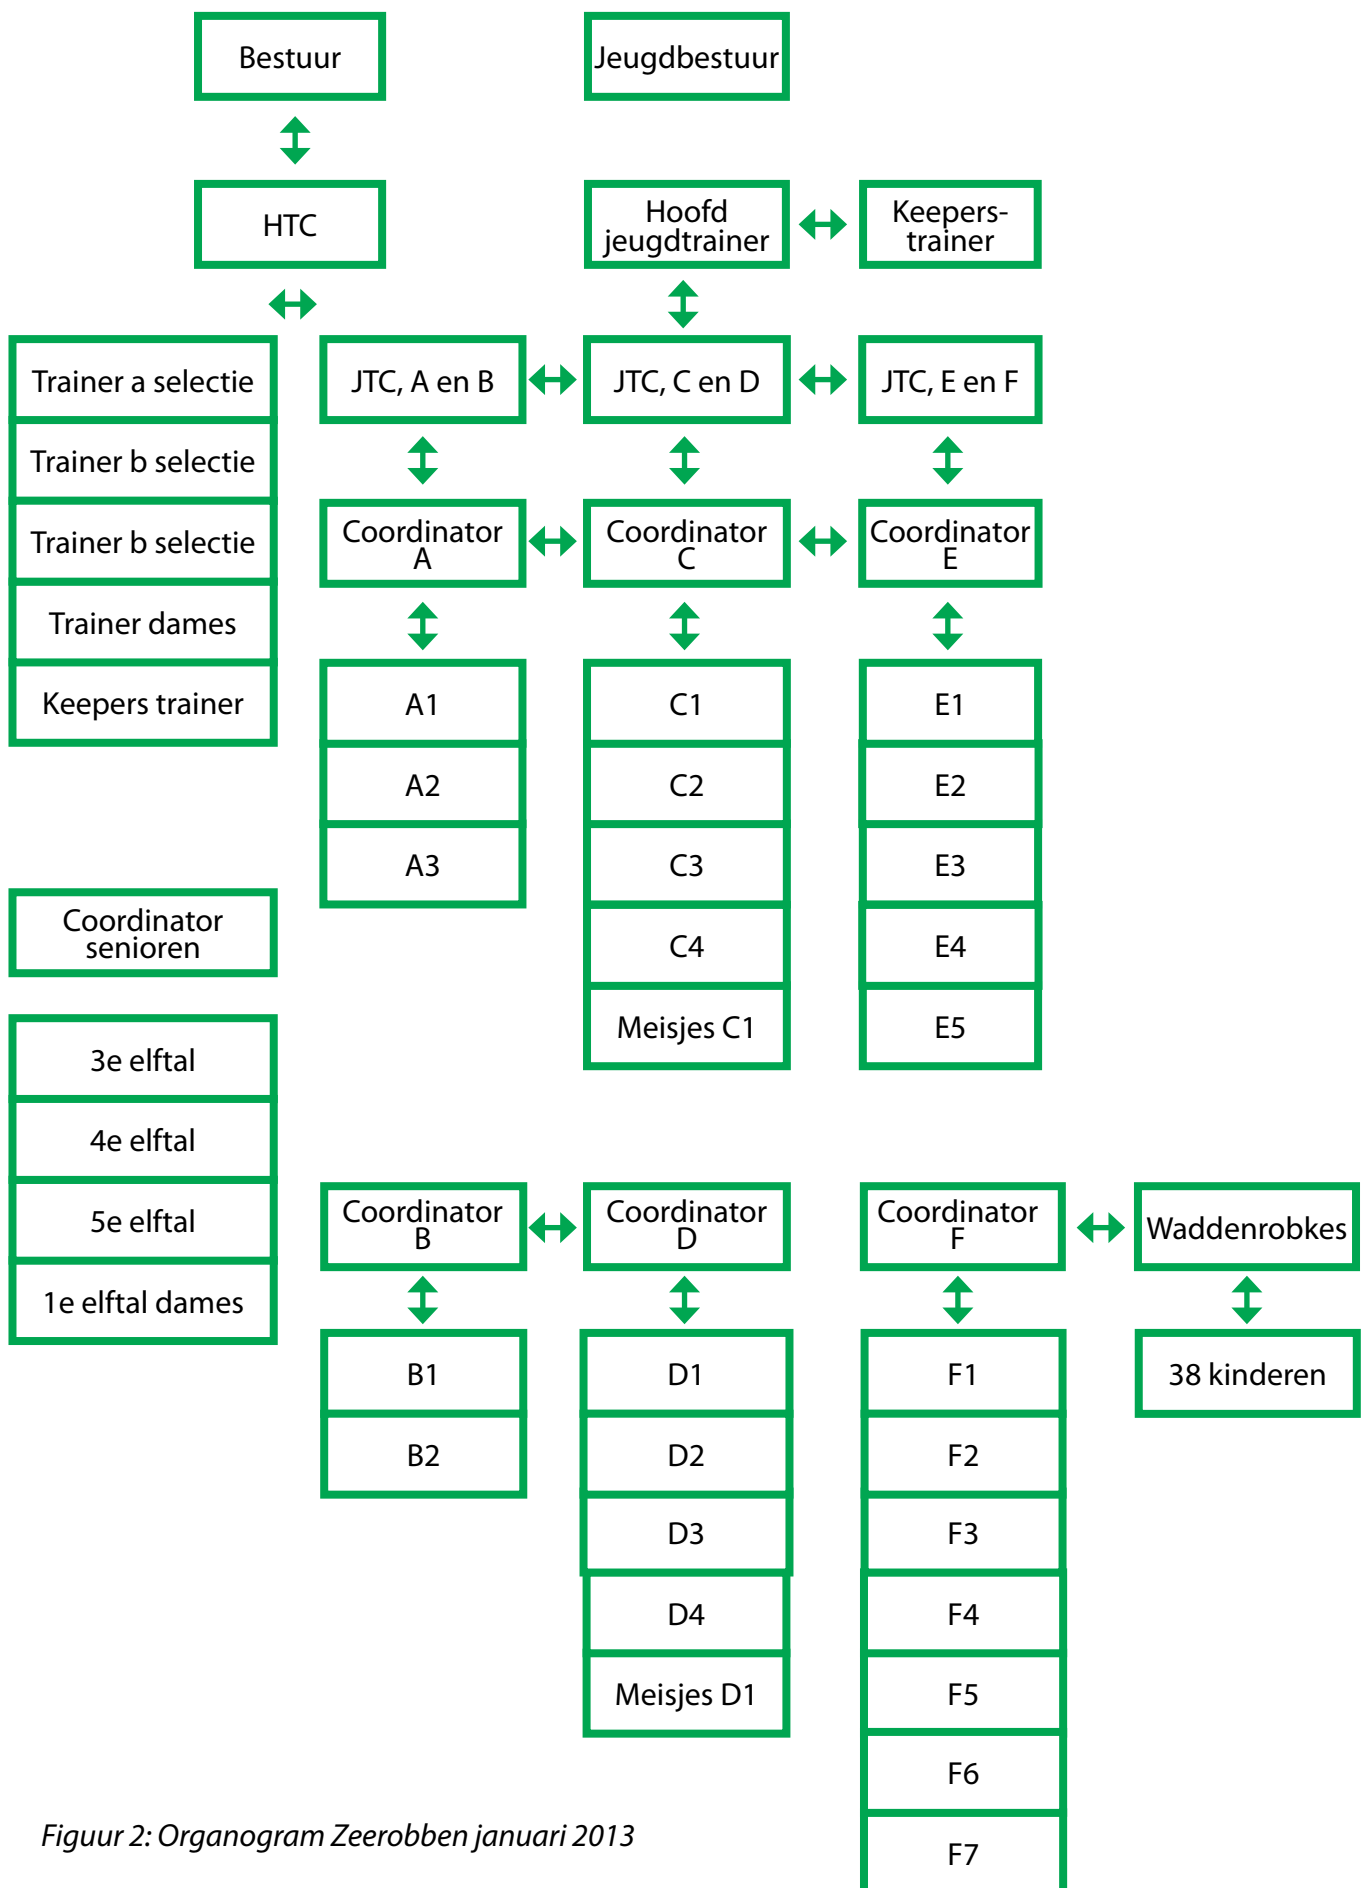 Bestuur
Jeugdbestuur
HTC
Hoofd
jeugdtrainer
Keepers-
trainer
Trainer a selectie
Trainer b selectie
Trainer b selectie
Trainer dames
Keepers trainer
JTC, A en B
JTC, C en D
JTC, E en F
Coordinator
A
Coordinator
C
Coordinator
E
A1
A2
A3
C1
C2
C3
C4
Meisjes C1
E1
E2
E3
E4
E5
Coordinator
senioren
3e elftal
4e elftal
5e elftal
1e elftal dames
Coordinator
B
Coordinator
D
Coordinator
F
Waddenrobkes
B1
B2
D1
D2
D3
D4
Meisjes D1
F1
F2
F3
F4
F5
F6
F7
38 kinderen
Figuur 2: Organogram Zeerobben januari 2013